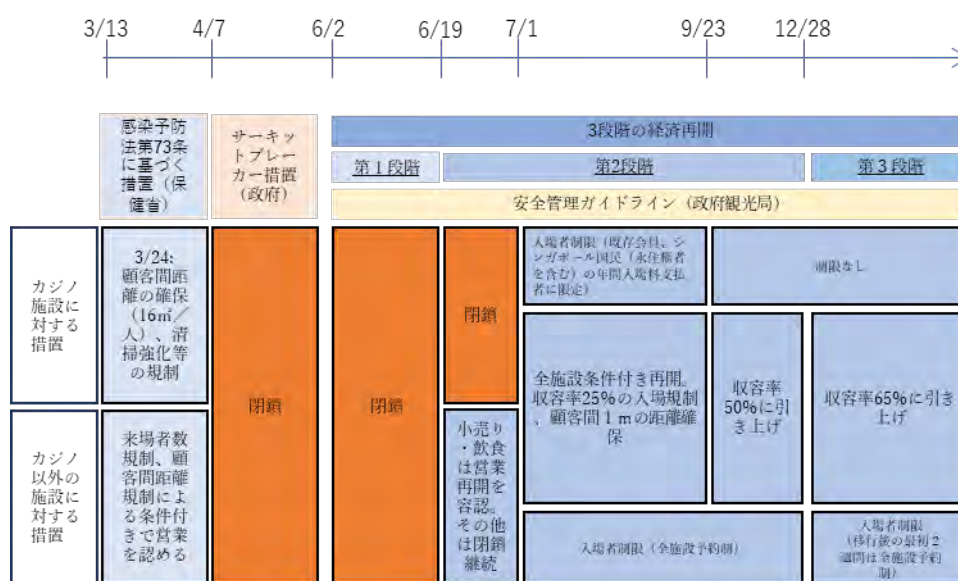 3/13
4/7
6/2
6/19
7/1
9/23
12/28
感染予防
法第73条
に基づく
措置（保
健省）
サーキッ
トブレー
カー措置
（政府）
3段階の経済再開
第１段階
第2段階
第３段階
安全管理ガイドライン（政府観光局）
カジノ
施設に
対する
措置
3/24:
顧客間距
離の確保
（16㎡／
人）、清
掃強化等
の規制
閉鎖
閉鎖
閉鎖
入場者制限（既存会員、シ
ンガポール国民（永住権者
を含む）の年間入場料支払
者に限定）
制限なし
全施設条件付き再開。
収容率25%の入場規制
、顧客間１ｍの距離確
保
収容率
50%に引
き上げ
収容率65%に引き
上げ
カジノ
以外の
施設に
対する
措置
来場者数
規制、顧
客間距離
規制によ
る条件付
きで営業
を認める
小売り
・飲食
は営業
再開を
容認。
その他
は閉鎖
継続
入場者制限（全施設予約制）
入場者制限
（移行後の最初２
週間は全施設予約
制）